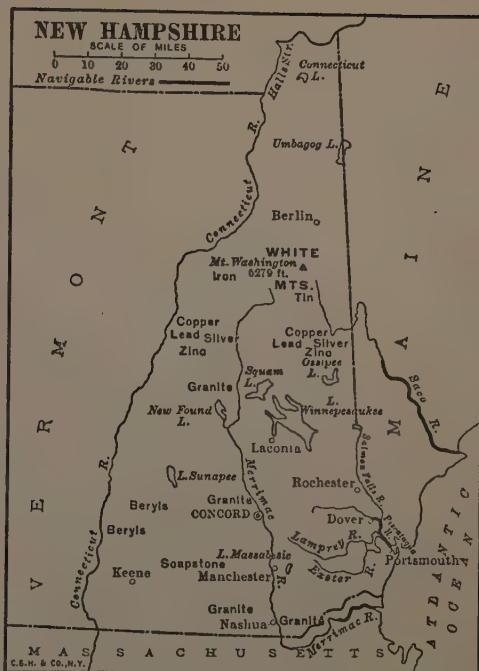 NEW HAMPSHIRE
SCALE OF MILES
0 10 20 30 40 50
Navigable Rivers
Halls Str.
Connecticut
L.
Umbagog L.
Connecticut R.
Berlin
WHITE
Mt. Washington
6279 ft.
Iron
MTS.
Tin
Copper
Lead Silver
Zinc
Copper
Lead Silver
Zinc
Ossipee
L.
Squam
L.
Granite
New Found
L.
L.
Winnepesaukee
Saco R.
Laconia
Salmon Falls R.
L. Sunapee
Merrimac R.
Rochester
Granite
CONCORD
Beryls
Beryls
Dover
Piscataqua R.
Lamprey R.
Portsmouth
Exeter R.
L. Massabesic
Soapstone
Manchester
Keene
Connecticut R.
Granite
Nashua
Granite
Merrimac R.
VERMONT
MAINE
ATLANTIC
OCEAN
MASSACHUSETTS
C.S.H. & CO., N.Y.